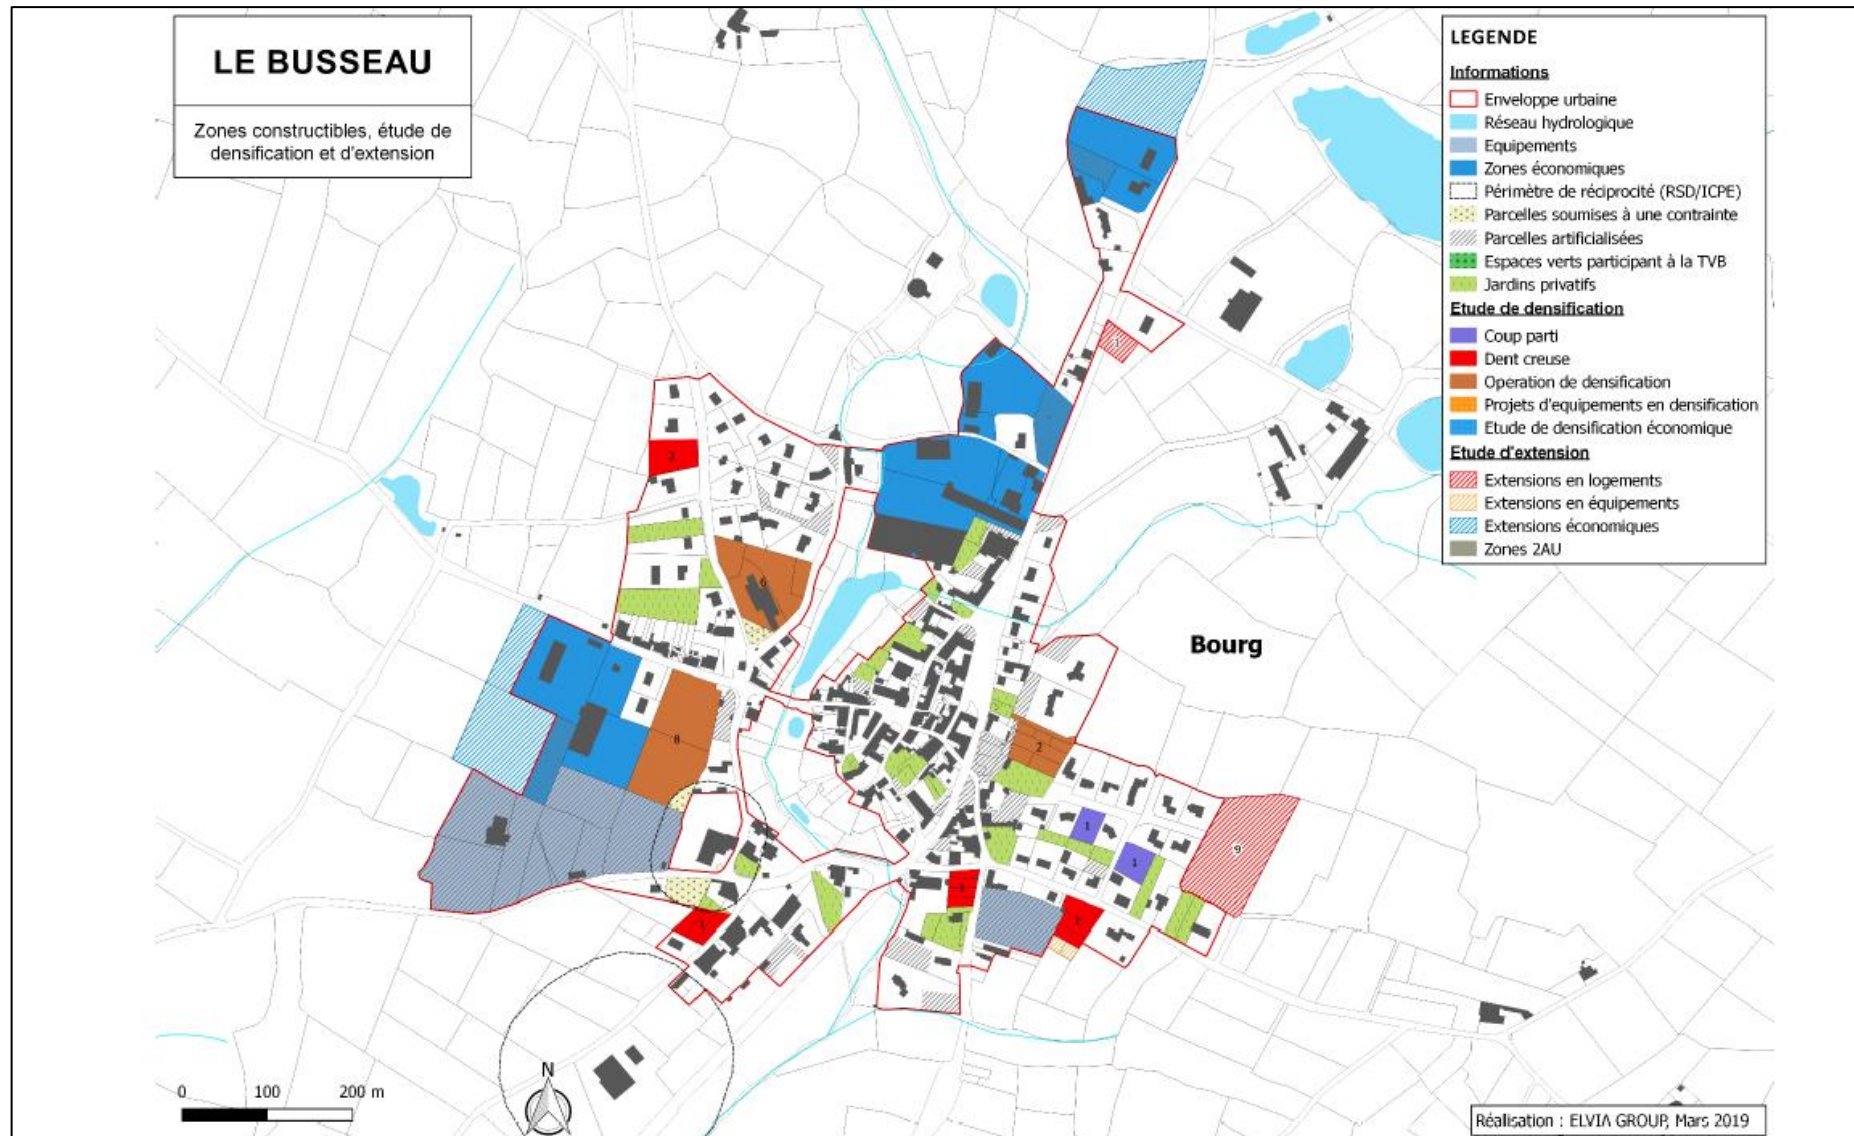 LE BUSSEAU
Zones constructibles, étude de
densification et d'extension
LEGENDE
Informations
Enveloppe urbaine
Réseau hydrologique
Equipements
Zones économiques
Périmètre de réciprocité (RSD/ICPE)
Parcelles soumises à une contrainte
Parcelles artificialisées
Espaces verts participant à la TVB
Jardins privatifs
Etude de densification
Coup parti
Dent creuse
Operation de densification
Projets d'equipements en densification
Etude de densification économique
Etude d'extension
Extensions en logements
Extensions en équipements
Extensions économiques
Zones 2AU
1
2
6
Bourg
8
2
1
1
9
1
1
1
N
0 100 200 m
Réalisation : ELVIA GROUP, Mars 2019